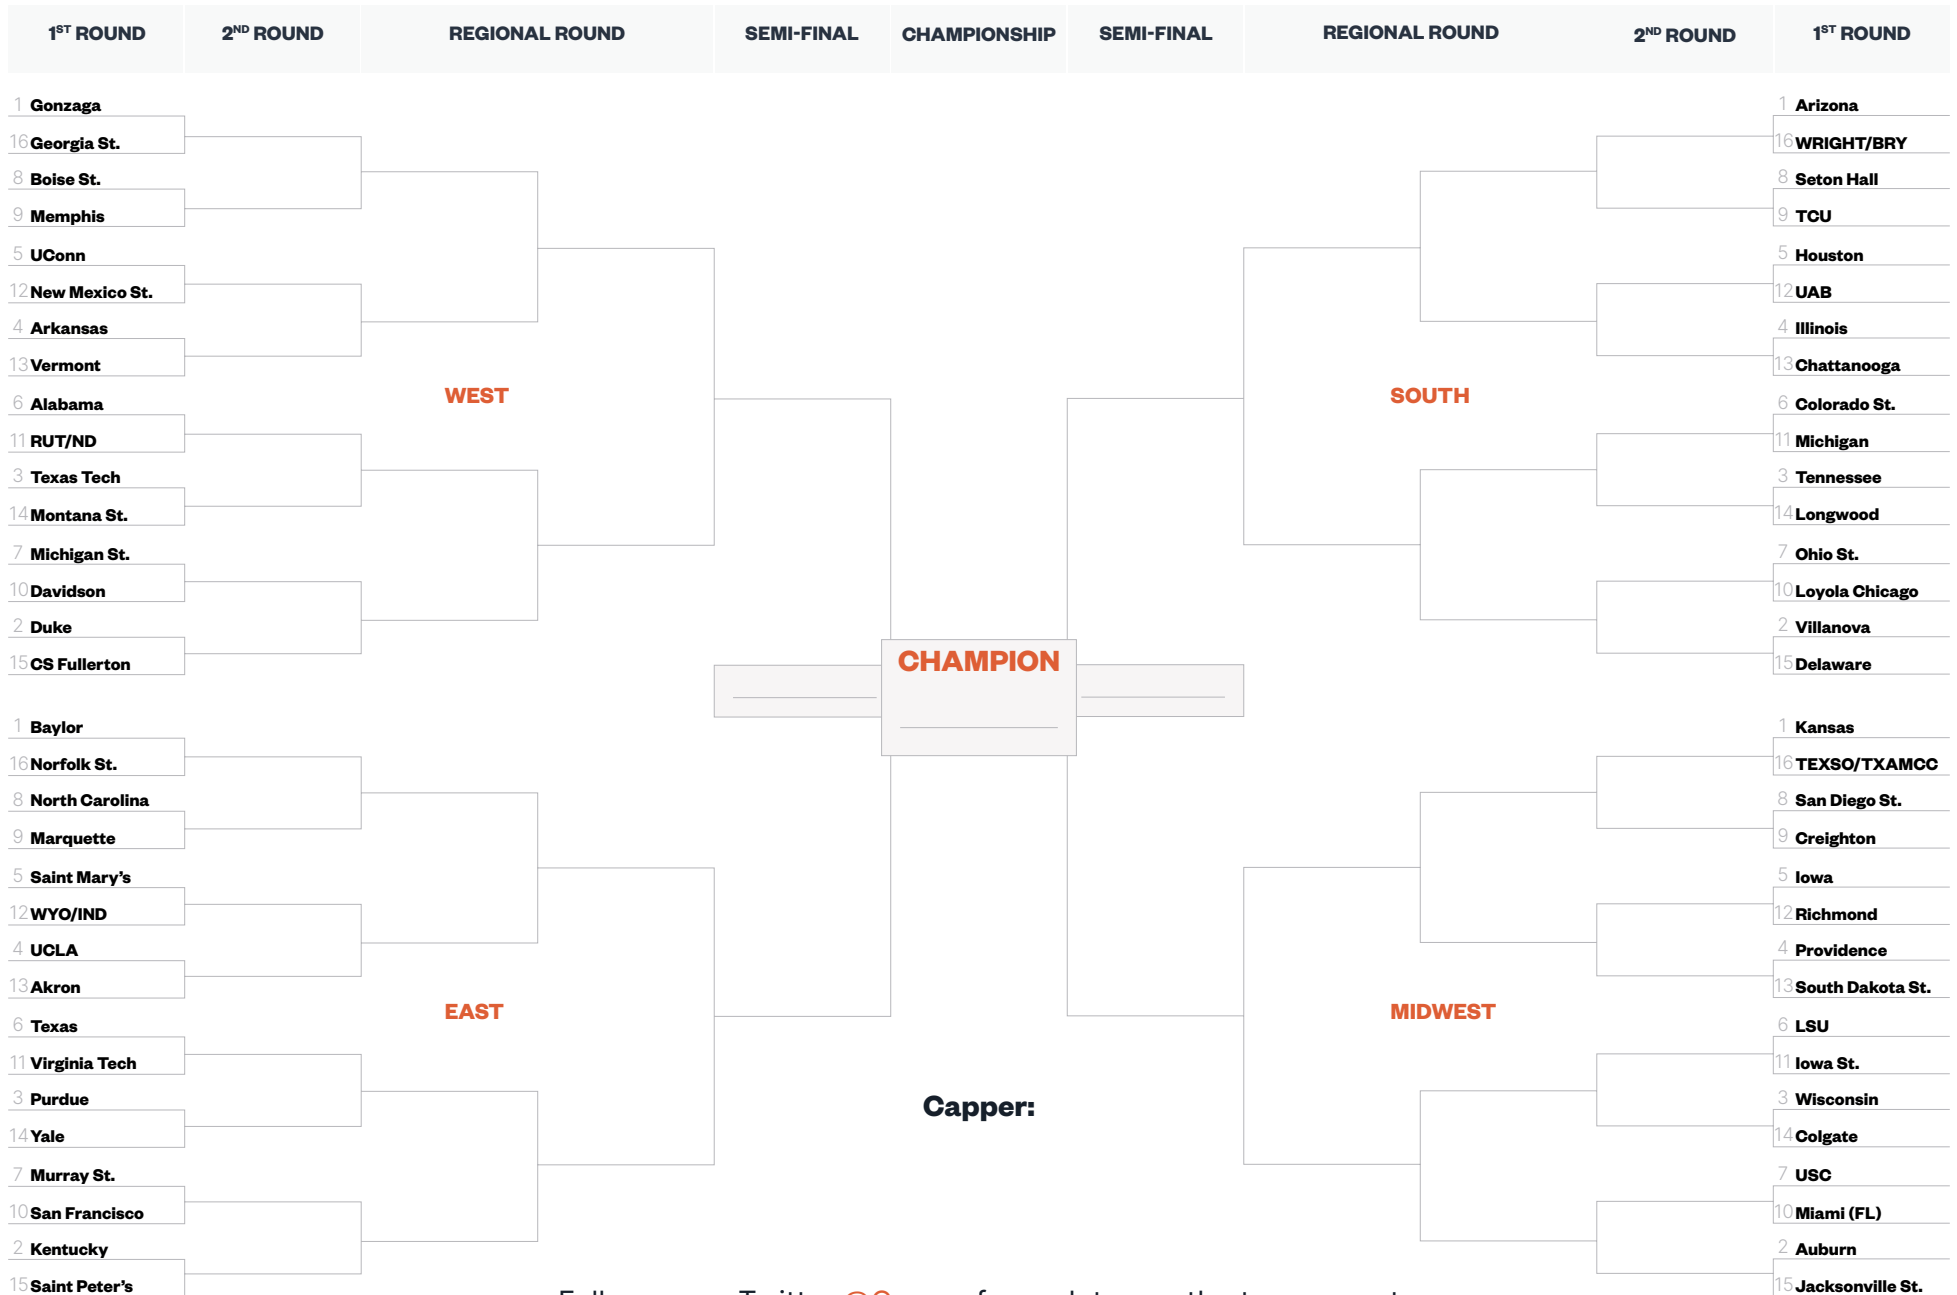 1ST ROUND 2ND ROUND REGIONAL ROUND SEMI-FINAL CHAMPIONSHIP SEMI-FINAL REGIONAL ROUND 2ND ROUND 1ST ROUND
1 Gonzaga
16 Georgia St.
8 Boise St.
9 Memphis
5 UConn
12 New Mexico St.
4 Arkansas
13 Vermont
WEST
6 Alabama
11 RUT/ND
3 Texas Tech
14 Montana St.
7 Michigan St.
10 Davidson
2 Duke
15 CS Fullerton
1 Baylor
16 Norfolk St.
8 North Carolina
9 Marquette
5 Saint Mary's
12 WYO/IND
4 UCLA
13 Akron
EAST
6 Texas
11 Virginia Tech
3 Purdue
14 Yale
7 Murray St.
10 San Francisco
2 Kentucky
15 Saint Peter's
CHAMPION
Capper:
1 Arizona
16 WRIGHT/BRY
8 Seton Hall
9 TCU
5 Houston
12 UAB
4 Illinois
13 Chattanooga
SOUTH
6 Colorado St.
11 Michigan
3 Tennessee
14 Longwood
7 Ohio St.
10 Loyola Chicago
2 Villanova
15 Delaware
1 Kansas
16 TEXSO/TXAMCC
8 San Diego St.
9 Creighton
5 Iowa
12 Richmond
4 Providence
13 South Dakota St.
MIDWEST
6 LSU
11 Iowa St.
3 Wisconsin
14 Colgate
7 USC
10 Miami (FL)
2 Auburn
15 Jacksonville St.